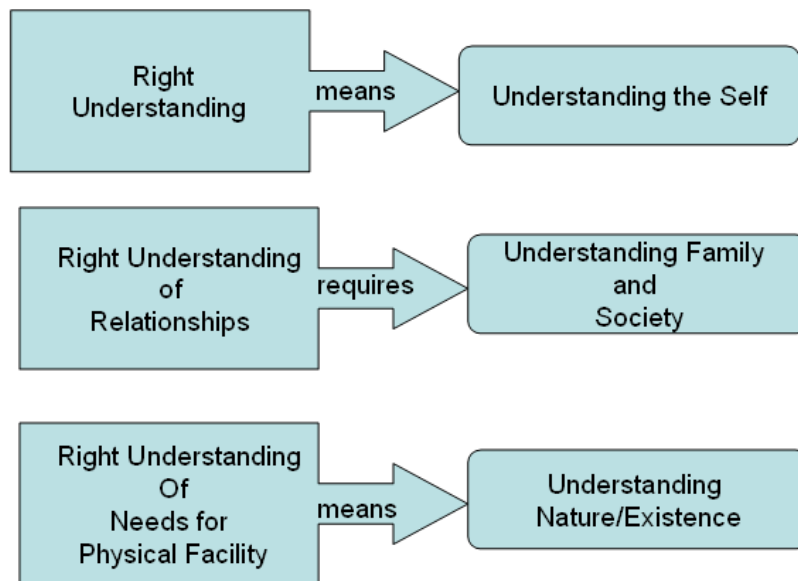 Right
Understanding
means
Understanding the Self
Right Understanding
of
Relationships
requires
Understanding Family
and
Society
Right Understanding
Of
Needs for
Physical Facility
means
Understanding
Nature/Existence